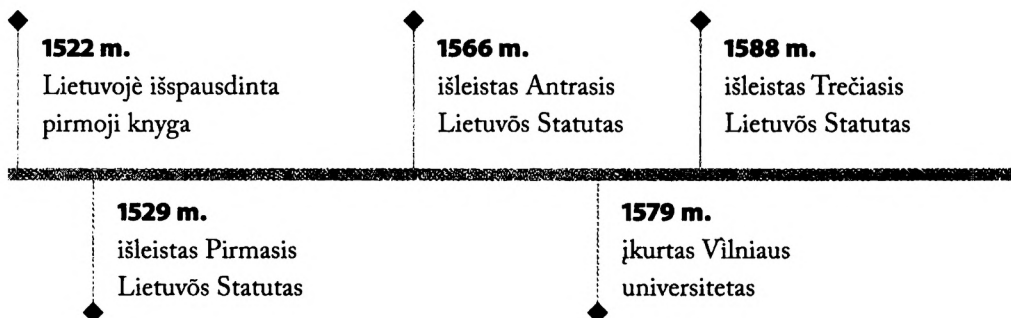 1522 m.
Lietuvojè išspausdinta
pirmoji knyga
1566 m.
išleistas Antrasis
Lietuvõs Statutas
1588 m.
išleistas Trečiasis
Lietuvõs Statutas
1529 m.
išleistas Pirmasis
Lietuvõs Statutas
1579 m.
įkurtas Vìlniaus
universitetas